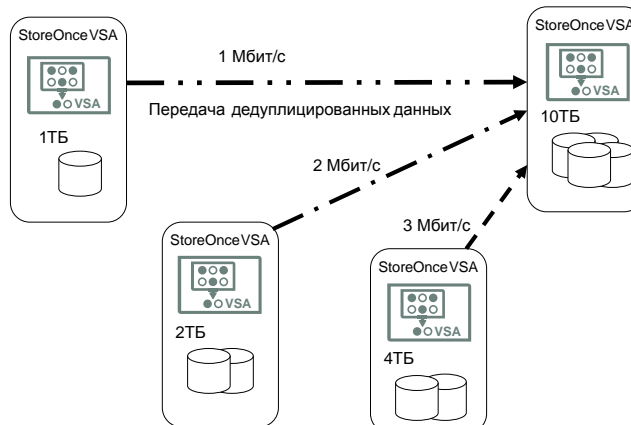 StoreOnce VSA
VSA
1ТБ
1 Мбит/с
Передача дедуплицированных данных
StoreOnce VSA
VSA
10ТБ
2 Мбит/с
StoreOnce VSA
VSA
2ТБ
3 Мбит/с
StoreOnce VSA
VSA
4ТБ